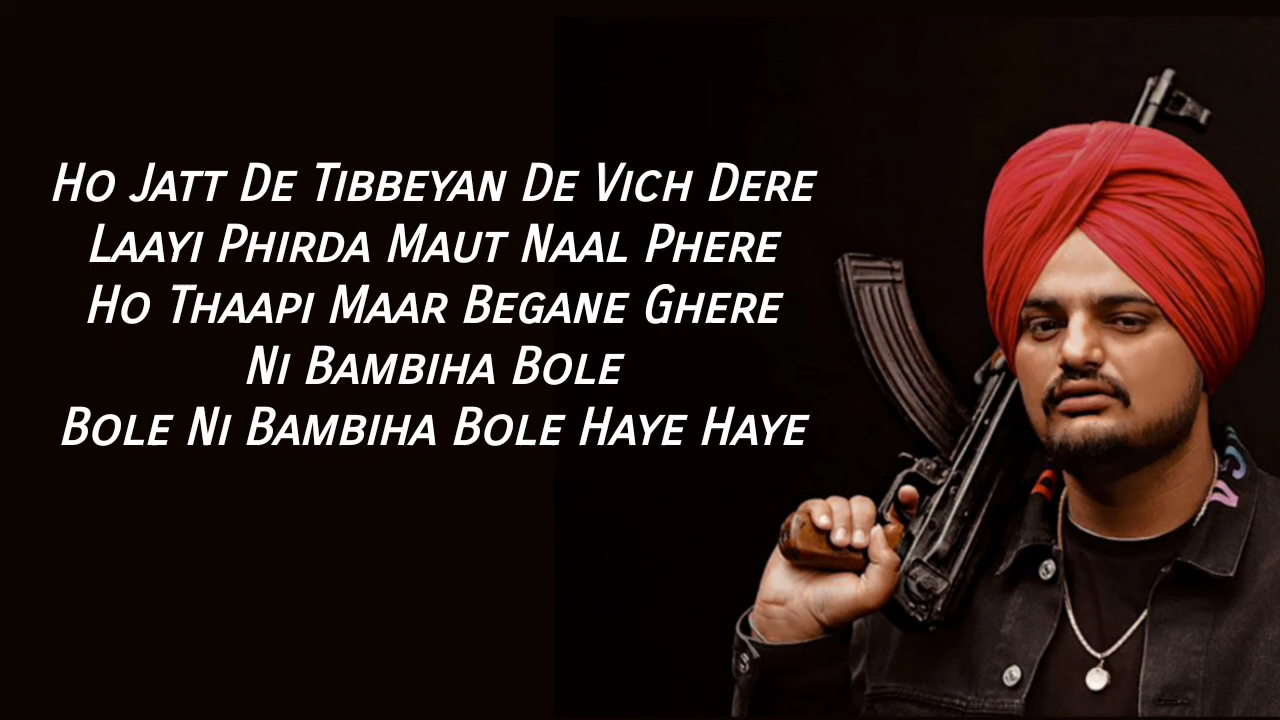 Ho Jatt De Tibbeyan De Vich Dere
Laayi Phirda Maut Naal Phere
Ho Thaapi Maar Begane Ghere
Ni Bambiha Bole
Bole Ni Bambiha Bole Haye Haye